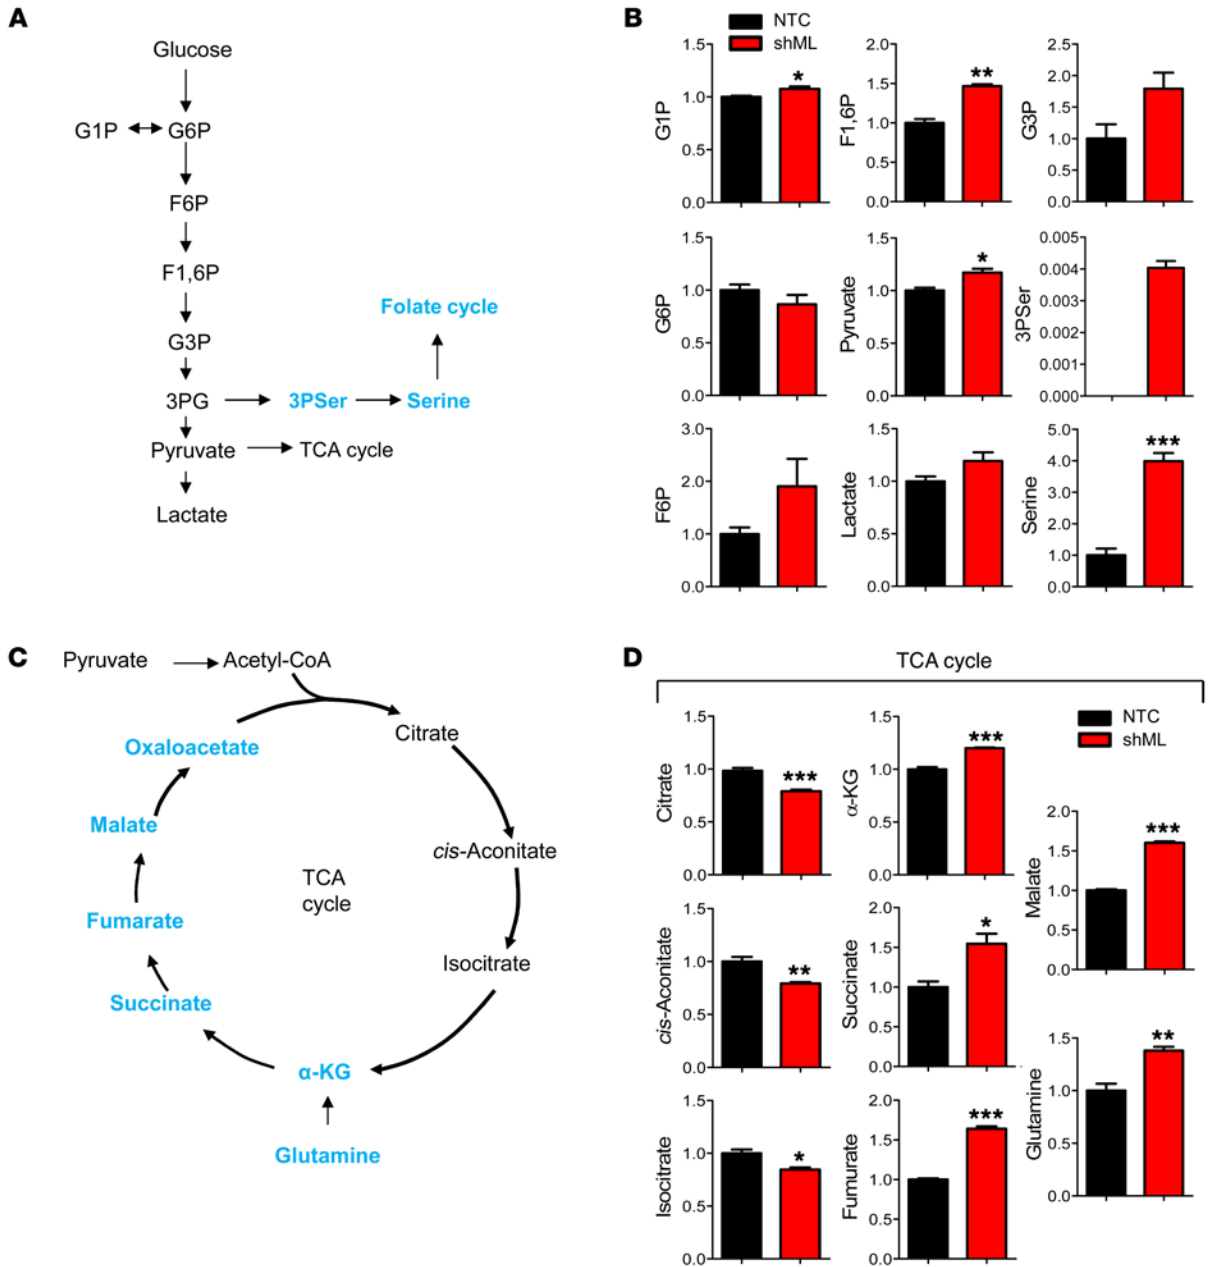 A
Glucose
G1P
G6P
F6P
F1,6P
G3P
3PG
3PSer
Serine
Folate cycle
Pyruvate
TCA cycle
Lactate
B
NTC
shML
G1P
1.5
1.0
0.5
0.0
*
F1,6P
2.0
1.5
1.0
0.5
0.0
**
G3P
2.5
2.0
1.5
1.0
0.5
0.0
G6P
1.5
1.0
0.5
0.0
Pyruvate
1.5
1.0
0.5
0.0
*
3PSer
0.005
0.004
0.003
0.002
0.001
0.000
F6P
3.0
2.0
1.0
0.0
Lactate
1.5
1.0
0.5
0.0
Serine
5.0
4.0
3.0
2.0
1.0
0.0
***
C
Pyruvate
Acetyl-CoA
Citrate
cis-Aconitate
Isocitrate
α-KG
Glutamine
Succinate
Fumarate
Malate
Oxaloacetate
TCA
cycle
D
TCA cycle
NTC
shML
Citrate
1.5
1.0
0.5
0.0
***
α-KG
1.5
1.0
0.5
0.0
***
Malate
2.0
1.5
1.0
0.5
0.0
***
cis-Aconitate
1.5
1.0
0.5
0.0
**
Succinate
2.0
1.5
1.0
0.5
0.0
*
Glutamine
1.5
1.0
0.5
0.0
**
Isocitrate
1.5
1.0
0.5
0.0
*
Fumurate
2.0
1.5
1.0
0.5
0.0
***